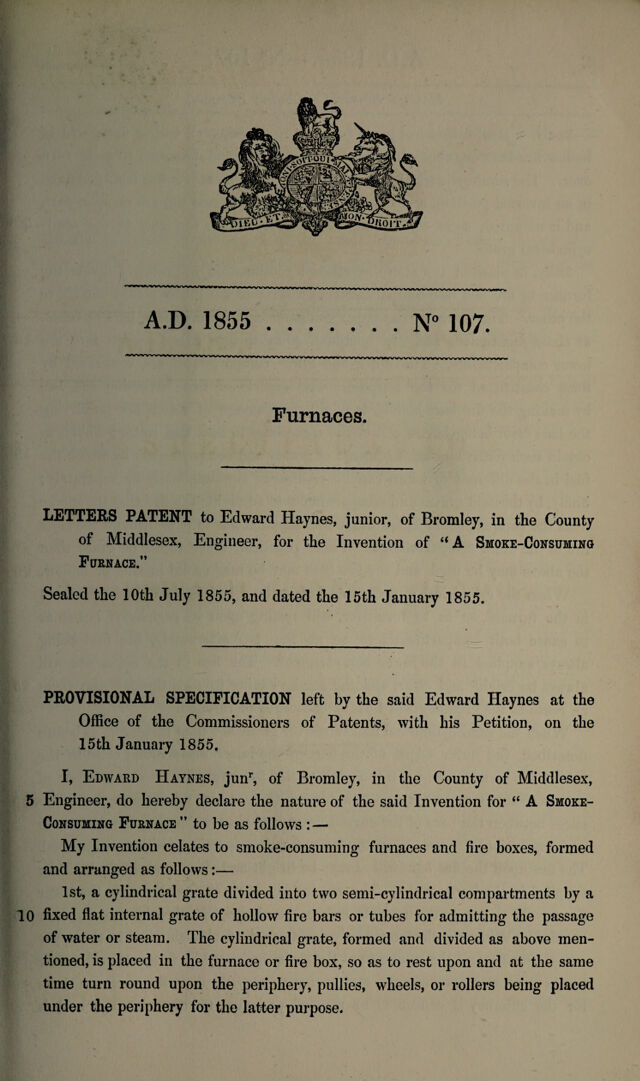 HONI SOIT QUI MAL
DIEU·ET MON·DROIT.
A.D. 1855 . . . . . . . Nº 107.
Furnaces.
LETTERS PATENT to Edward Haynes, junior, of Bromley, in the County
of Middlesex, Engineer, for the Invention of “A Smoke-Consuming
Furnace.”
Sealed the 10th July 1855, and dated the 15th January 1855.
PROVISIONAL SPECIFICATION left by the said Edward Haynes at the
Office of the Commissioners of Patents, with his Petition, on the
15th January 1855.
I, Edward Haynes, junʳ, of Bromley, in the County of Middlesex,
5 Engineer, do hereby declare the nature of the said Invention for “ A Smoke-
Consuming Furnace ” to be as follows :—
My Invention celates to smoke-consuming furnaces and fire boxes, formed
and arranged as follows:—
1st, a cylindrical grate divided into two semi-cylindrical compartments by a
10 fixed flat internal grate of hollow fire bars or tubes for admitting the passage
of water or steam. The cylindrical grate, formed and divided as above men-
tioned, is placed in the furnace or fire box, so as to rest upon and at the same
time turn round upon the periphery, pullies, wheels, or rollers being placed
under the periphery for the latter purpose.